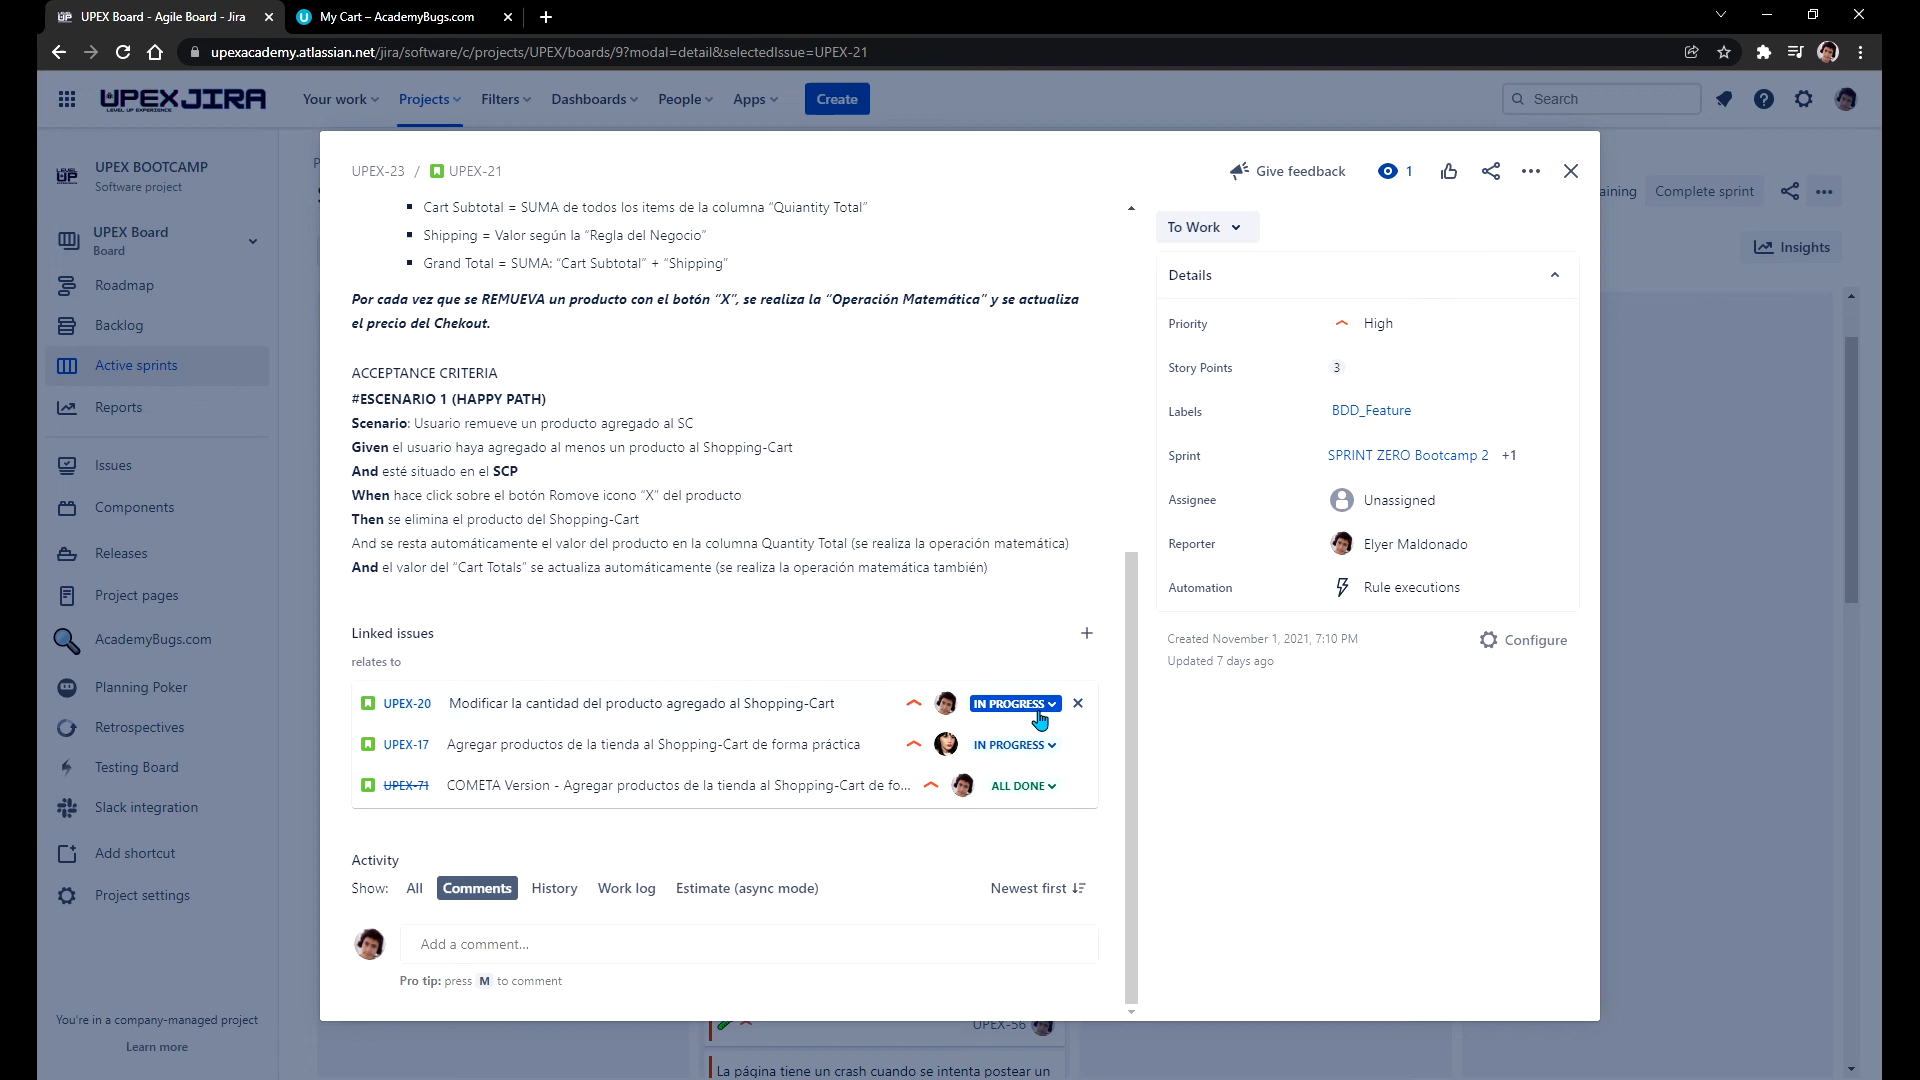 UPEX Board - Agile Board - Jira
My Cart – AcademyBugs.com
upexacademy.atlassian.net/jira/software/c/projects/UPEX/boards/9?modal=detail&selectedIssue=UPEX-21
UPEXJIRA
LEVEL UP EXPERIENCE
Your work
Projects
Filters
Dashboards
People
Apps
Create
Search
UPEX BOOTCAMP
Software project
UPEX Board
Board
Roadmap
Backlog
Active sprints
Reports
Issues
Components
Releases
Project pages
AcademyBugs.com
Planning Poker
Retrospectives
Testing Board
Slack integration
Add shortcut
Project settings
You're in a company-managed project
Learn more
aining
Complete sprint
Insights
UPEX-23 / UPEX-21
Give feedback
1
Cart Subtotal = SUMA de todos los items de la columna “Quiantity Total”
Shipping = Valor según la “Regla del Negocio”
Grand Total = SUMA: “Cart Subtotal” + “Shipping”
Por cada vez que se REMUEVA un producto con el botón “X”, se realiza la “Operación Matemática” y se actualiza
el precio del Chekout.
ACCEPTANCE CRITERIA
#ESCENARIO 1 (HAPPY PATH)
Scenario: Usuario remueve un producto agregado al SC
Given el usuario haya agregado al menos un producto al Shopping-Cart
And esté situado en el SCP
When hace click sobre el botón Romove icono “X” del producto
Then se elimina el producto del Shopping-Cart
And se resta automáticamente el valor del producto en la columna Quantity Total (se realiza la operación matemática)
And el valor del “Cart Totals” se actualiza automáticamente (se realiza la operación matemática también)
Linked issues
relates to
UPEX-20 Modificar la cantidad del producto agregado al Shopping-Cart IN PROGRESS
UPEX-17 Agregar productos de la tienda al Shopping-Cart de forma práctica IN PROGRESS
UPEX-71 COMETA Version - Agregar productos de la tienda al Shopping-Cart de fo... ALL DONE
Activity
Show: All Comments History Work log Estimate (async mode) Newest first
Add a comment...
Pro tip: press M to comment
To Work
Details
Priority High
Story Points 3
Labels BDD_Feature
Sprint SPRINT ZERO Bootcamp 2 +1
Assignee Unassigned
Reporter Elyer Maldonado
Automation Rule executions
Created November 1, 2021, 7:10 PM
Updated 7 days ago
Configure
UPEX-56
La página tiene un crash cuando se intenta postear un